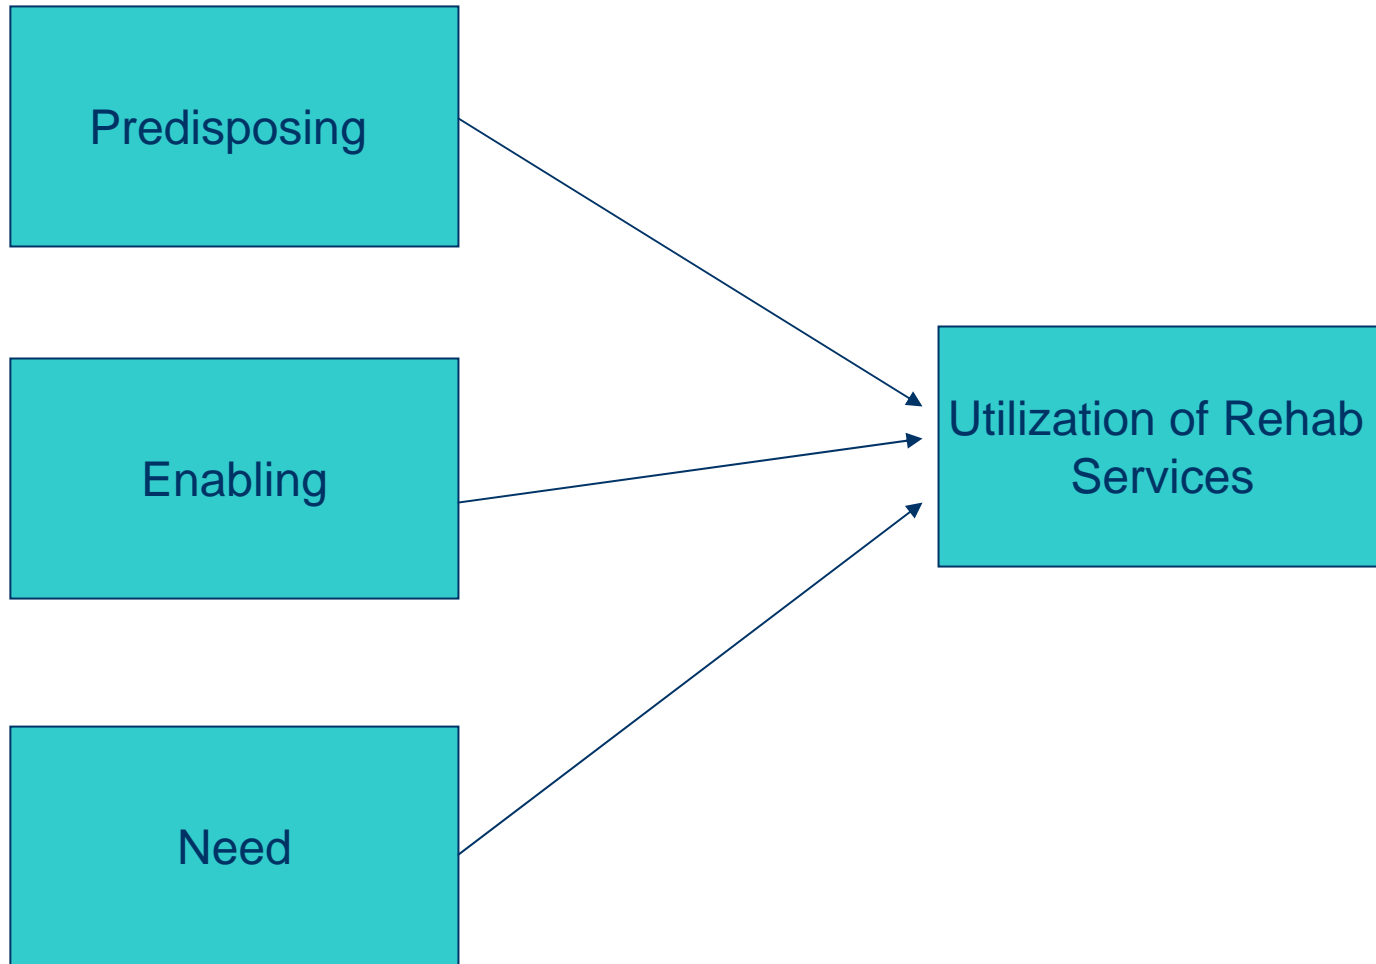 Predisposing
Enabling
Utilization of Rehab
Services
Need